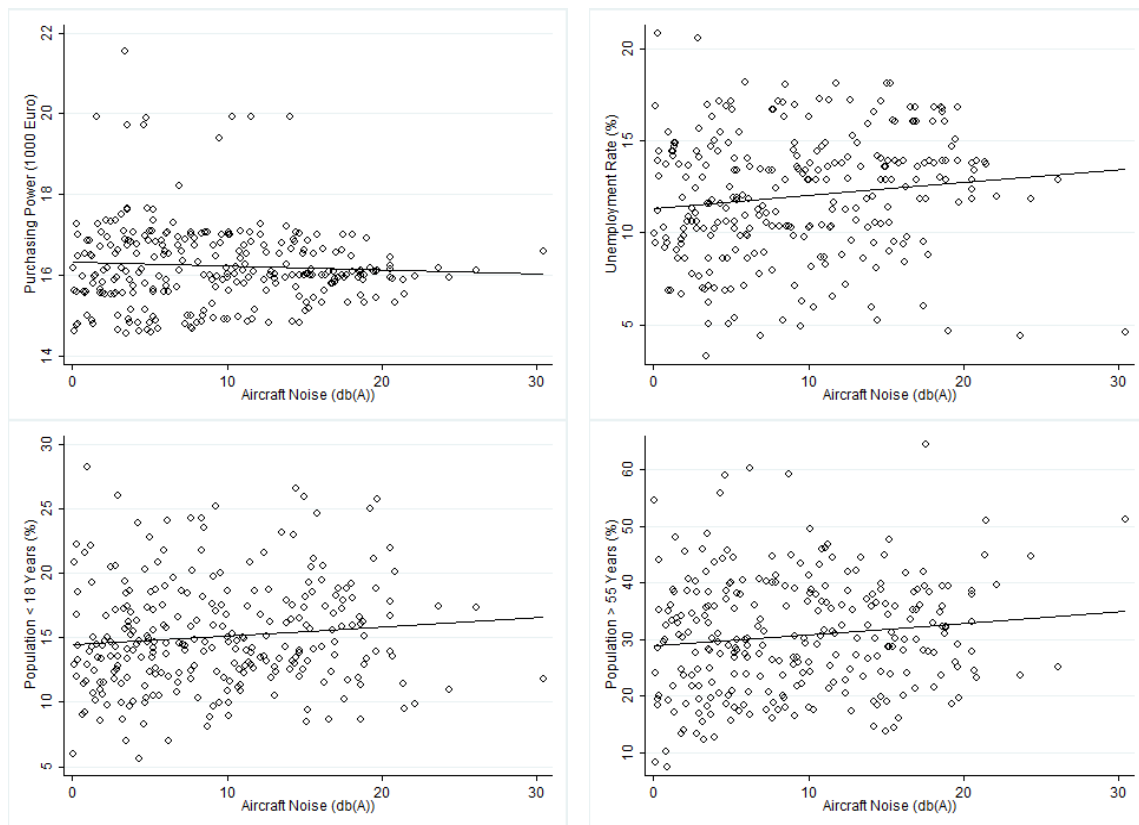 Purchasing Power (1000 Euro)
22
20
18
16
14
0 10 20 30
Aircraft Noise (db(A))
Unemployment Rate (%)
20
15
10
5
0 10 20 30
Aircraft Noise (db(A))
Population < 18 Years (%)
30
25
20
15
10
5
0 10 20 30
Aircraft Noise (db(A))
Population > 55 Years (%)
60
50
40
30
20
10
0 10 20 30
Aircraft Noise (db(A))